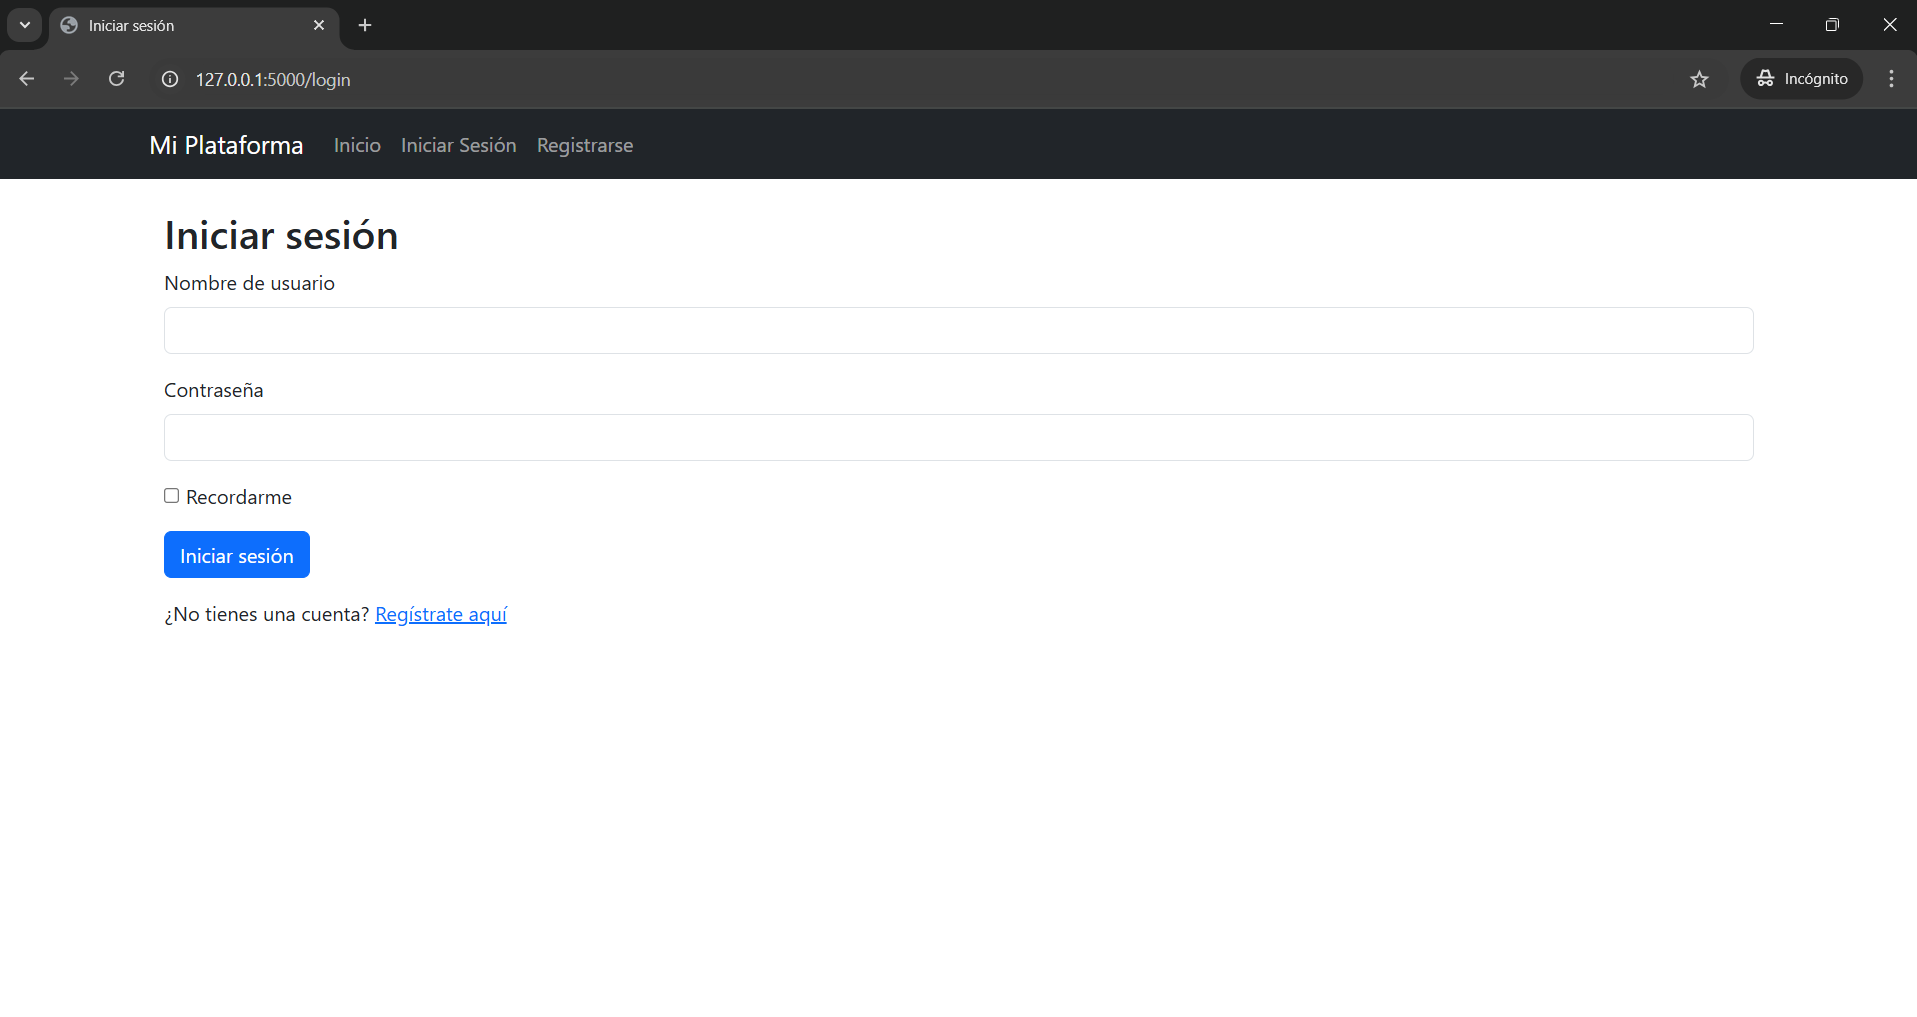 Iniciar sesión
127.0.0.1:5000/login
Incógnito
Mi Plataforma Inicio Iniciar Sesión Registrarse
Iniciar sesión
Nombre de usuario
Contraseña
Recordarme
Iniciar sesión
¿No tienes una cuenta? Regístrate aquí